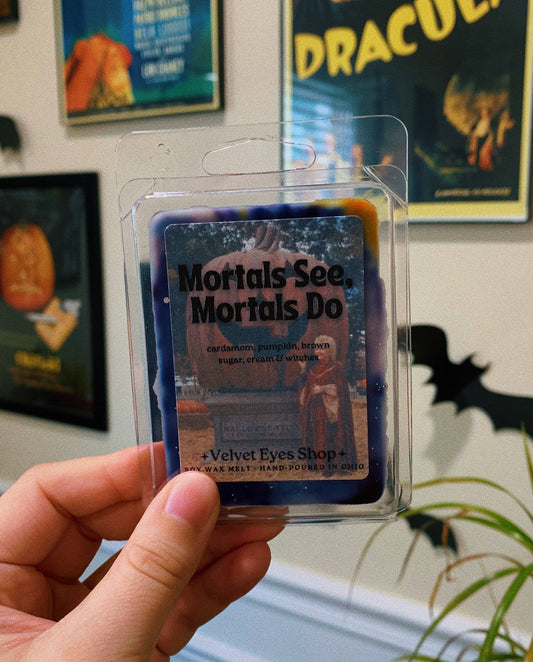 DRACULA
Mortals See,
Mortals Do
cardamom, pumpkin, brown
sugar, cream & witches
HALLOWEENTOWN
Velvet Eyes Shop
SOY WAX MELT · HAND POURED IN OHIO